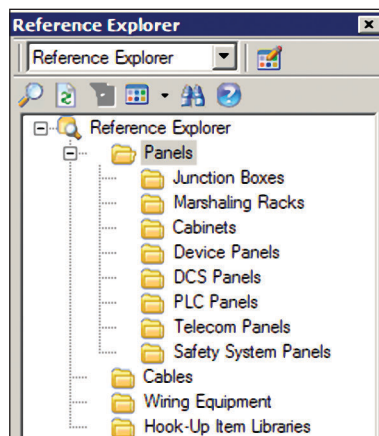 Reference Explorer
Reference Explorer
Reference Explorer
Panels
Junction Boxes
Marshaling Racks
Cabinets
Device Panels
DCS Panels
PLC Panels
Telecom Panels
Safety System Panels
Cables
Wiring Equipment
Hook-Up Item Libraries